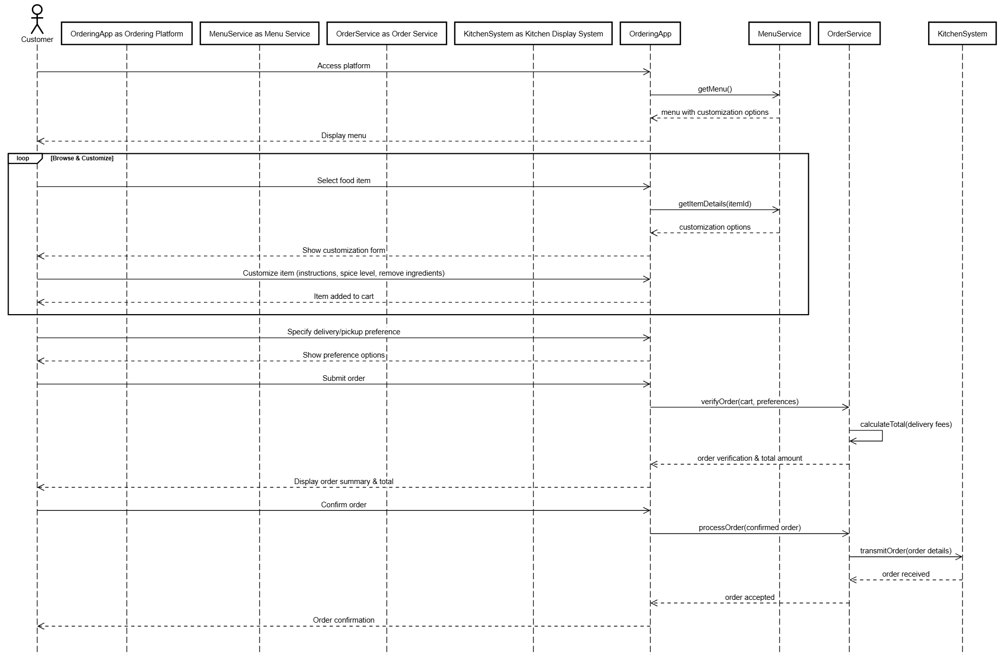 Customer
OrderingApp as Ordering Platform
MenuService as Menu Service
OrderService as Order Service
KitchenSystem as Kitchen Display System
OrderingApp
MenuService
OrderService
KitchenSystem
Access platform
getMenu()
menu with customization options
Display menu
loop
[Browse & Customize]
Select food item
getItemDetails(itemId)
customization options
Show customization form
Customize item (instructions, spice level, remove ingredients)
Item added to cart
Specify delivery/pickup preference
Show preference options
Submit order
verifyOrder(cart, preferences)
calculateTotal(delivery fees)
order verification & total amount
Display order summary & total
Confirm order
processOrder(confirmed order)
transmitOrder(order details)
order received
order accepted
Order confirmation